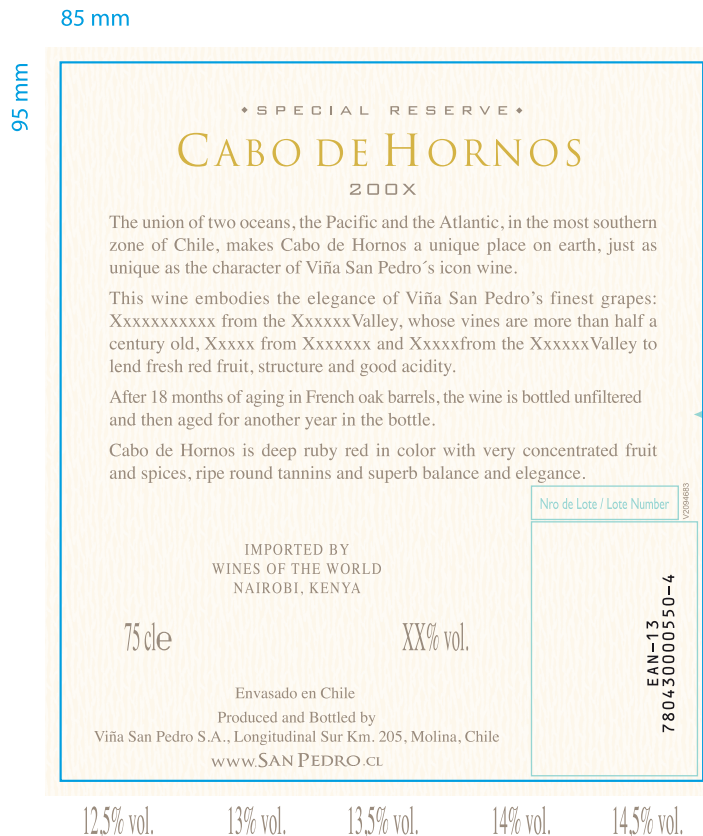 85 mm
95 mm
SPECIAL RESERVE
CABO DE HORNOS
200X
The union of two oceans, the Pacific and the Atlantic, in the most southern
zone of Chile, makes Cabo de Hornos a unique place on earth, just as
unique as the character of Viña San Pedro´s icon wine.
This wine embodies the elegance of Viña San Pedro's finest grapes:
Xxxxxxxxxxx from the XxxxxxValley, whose vines are more than half a
century old, Xxxxx from Xxxxxxx and Xxxxxfrom the XxxxxxValley to
lend fresh red fruit, structure and good acidity.
After 18 months of aging in French oak barrels, the wine is bottled unfiltered
and then aged for another year in the bottle.
Cabo de Hornos is deep ruby red in color with very concentrated fruit
and spices, ripe round tannins and superb balance and elegance.
Nro de Lote / Lote Number
V2094683
IMPORTED BY
WINES OF THE WORLD
NAIROBI, KENYA
75 cl℮
XX% vol.
EAN-13
780430000550-4
Envasado en Chile
Produced and Bottled by
Viña San Pedro S.A., Longitudinal Sur Km. 205, Molina, Chile
WWW.SAN PEDRO.CL
12,5% vol.
13% vol.
13,5% vol.
14% vol.
14,5% vol.